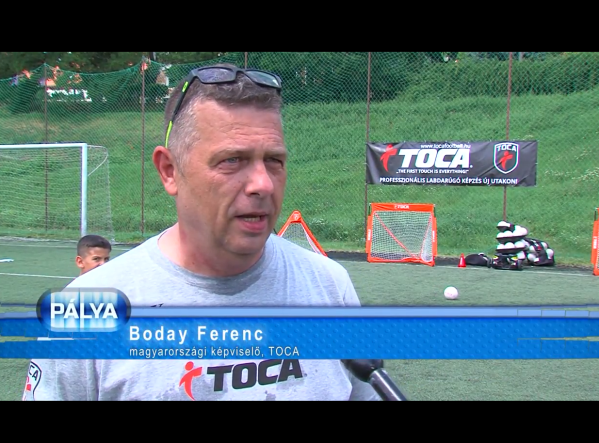 www.tocafootball.hu
TOCA
TOCA
"THE FIRST TOUCH IS EVERYTHING!"
PROFESSZIONÁLIS LABDARÚGÓ KÉPZÉS ÚJ UTAKON!
TOCA
PÁLYA
Boday Ferenc
magyarországi képviselő, TOCA
TOCA